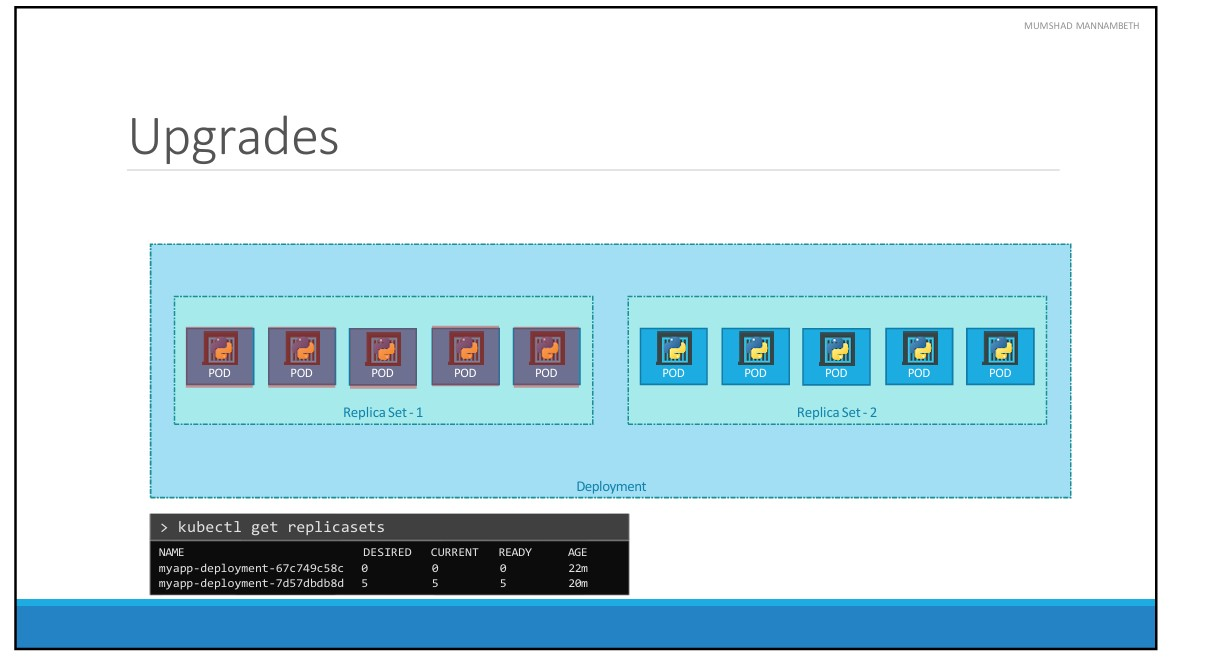 MUMSHAD MANNAMBETH
Upgrades
POD POD POD POD POD POD POD POD POD POD
Replica Set - 1 Replica Set - 2
Deployment
> kubectl get replicasets
NAME DESIRED CURRENT READY AGE
myapp-deployment-67c749c58c 0 0 0 22m
myapp-deployment-7d57dbdb8d 5 5 5 20m